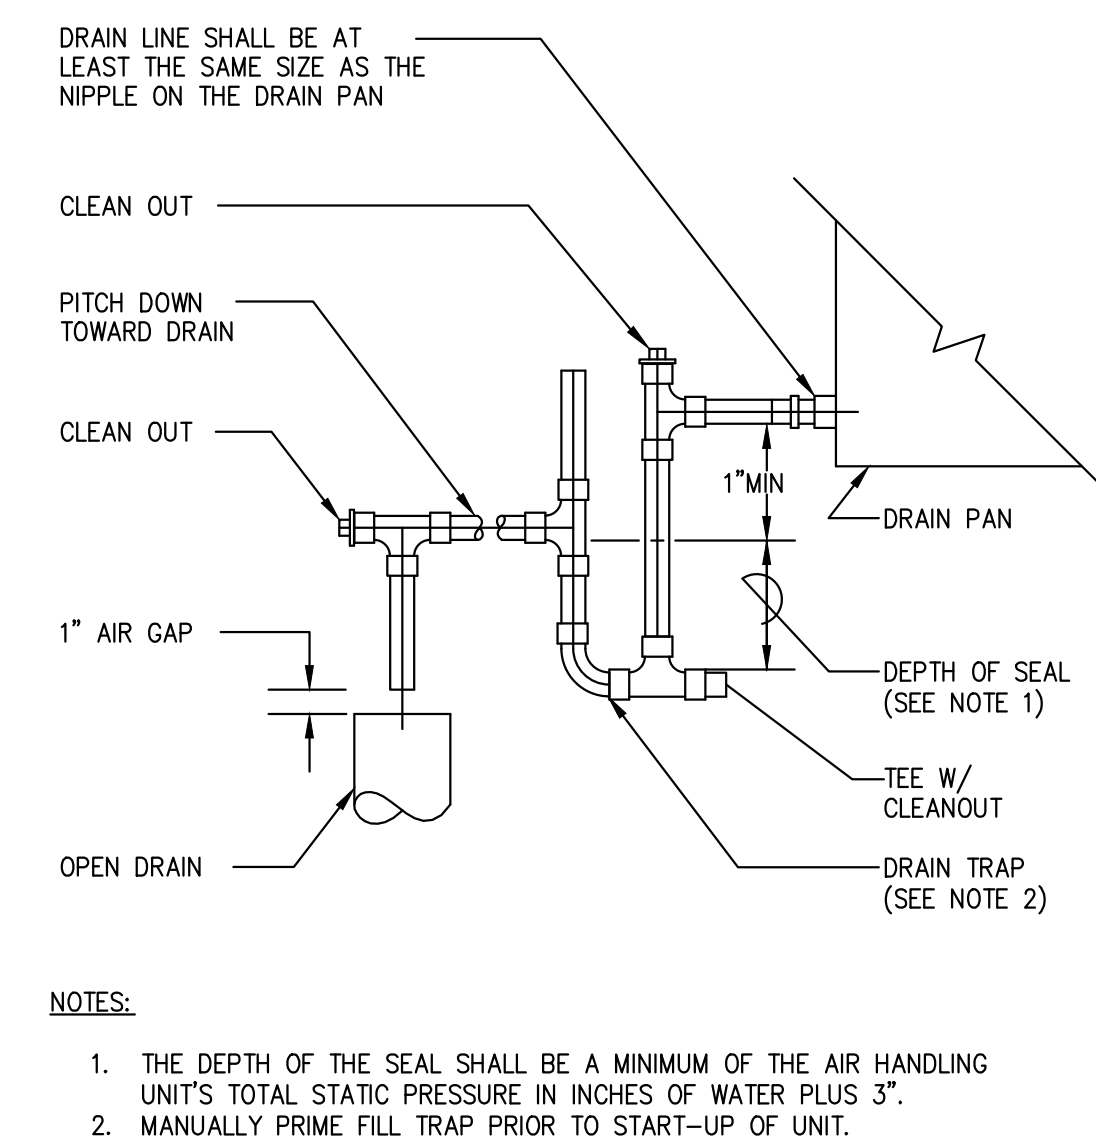 DRAIN LINE SHALL BE AT
LEAST THE SAME SIZE AS THE
NIPPLE ON THE DRAIN PAN
CLEAN OUT
PITCH DOWN
TOWARD DRAIN
CLEAN OUT
1"MIN
DRAIN PAN
1" AIR GAP
DEPTH OF SEAL
(SEE NOTE 1)
TEE W/
CLEANOUT
OPEN DRAIN
DRAIN TRAP
(SEE NOTE 2)
NOTES:
1. THE DEPTH OF THE SEAL SHALL BE A MINIMUM OF THE AIR HANDLING
UNIT'S TOTAL STATIC PRESSURE IN INCHES OF WATER PLUS 3".
2. MANUALLY PRIME FILL TRAP PRIOR TO START-UP OF UNIT.